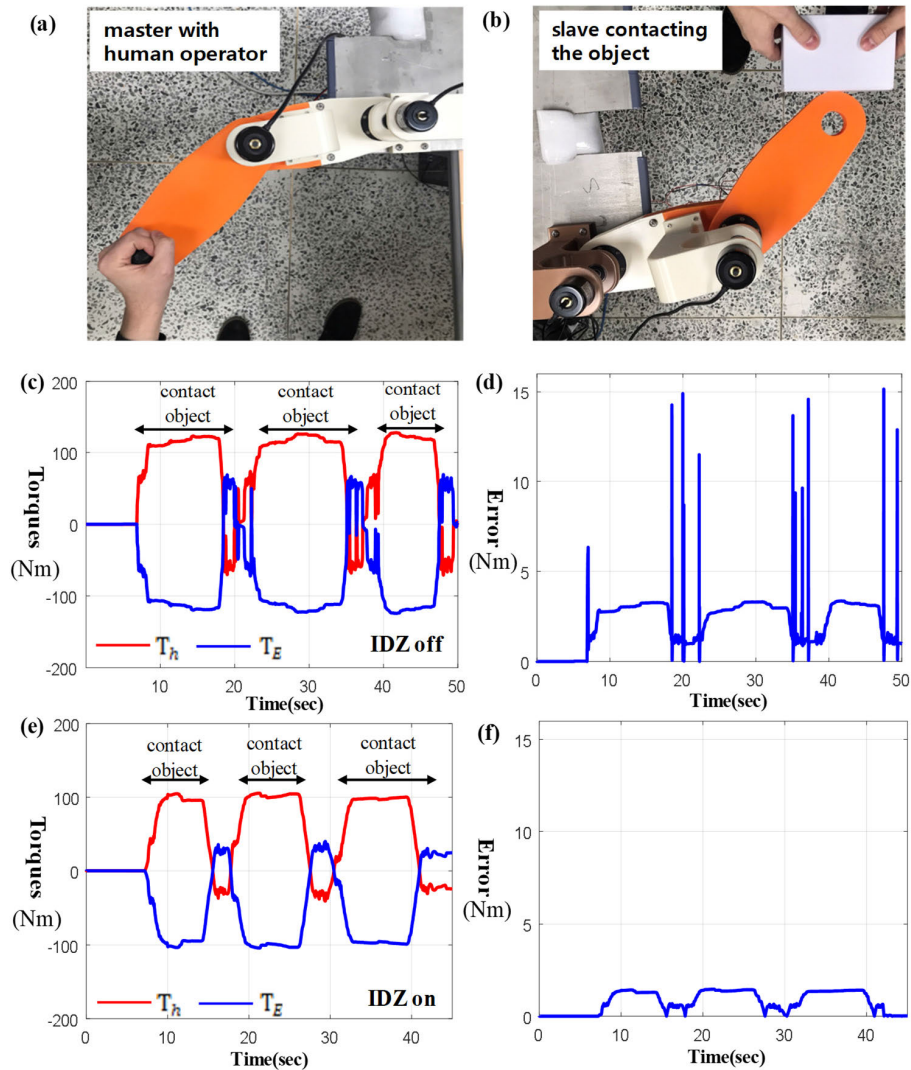 (a)
master with
human operator
(b)
slave contacting
the object
(c)
200
100
0
-100
-200
Torques
(Nm)
contact
object
contact
object
contact
object
T_h
T_E
IDZ off
0
10
20
30
40
50
Time(sec)
(d)
15
10
5
0
Error
(Nm)
0
10
20
30
40
50
Time(sec)
(e)
200
100
0
-100
-200
Torques
(Nm)
contact
object
contact
object
contact
object
T_h
T_E
IDZ on
0
10
20
30
40
Time(sec)
(f)
15
10
5
0
Error
(Nm)
0
10
20
30
40
Time(sec)